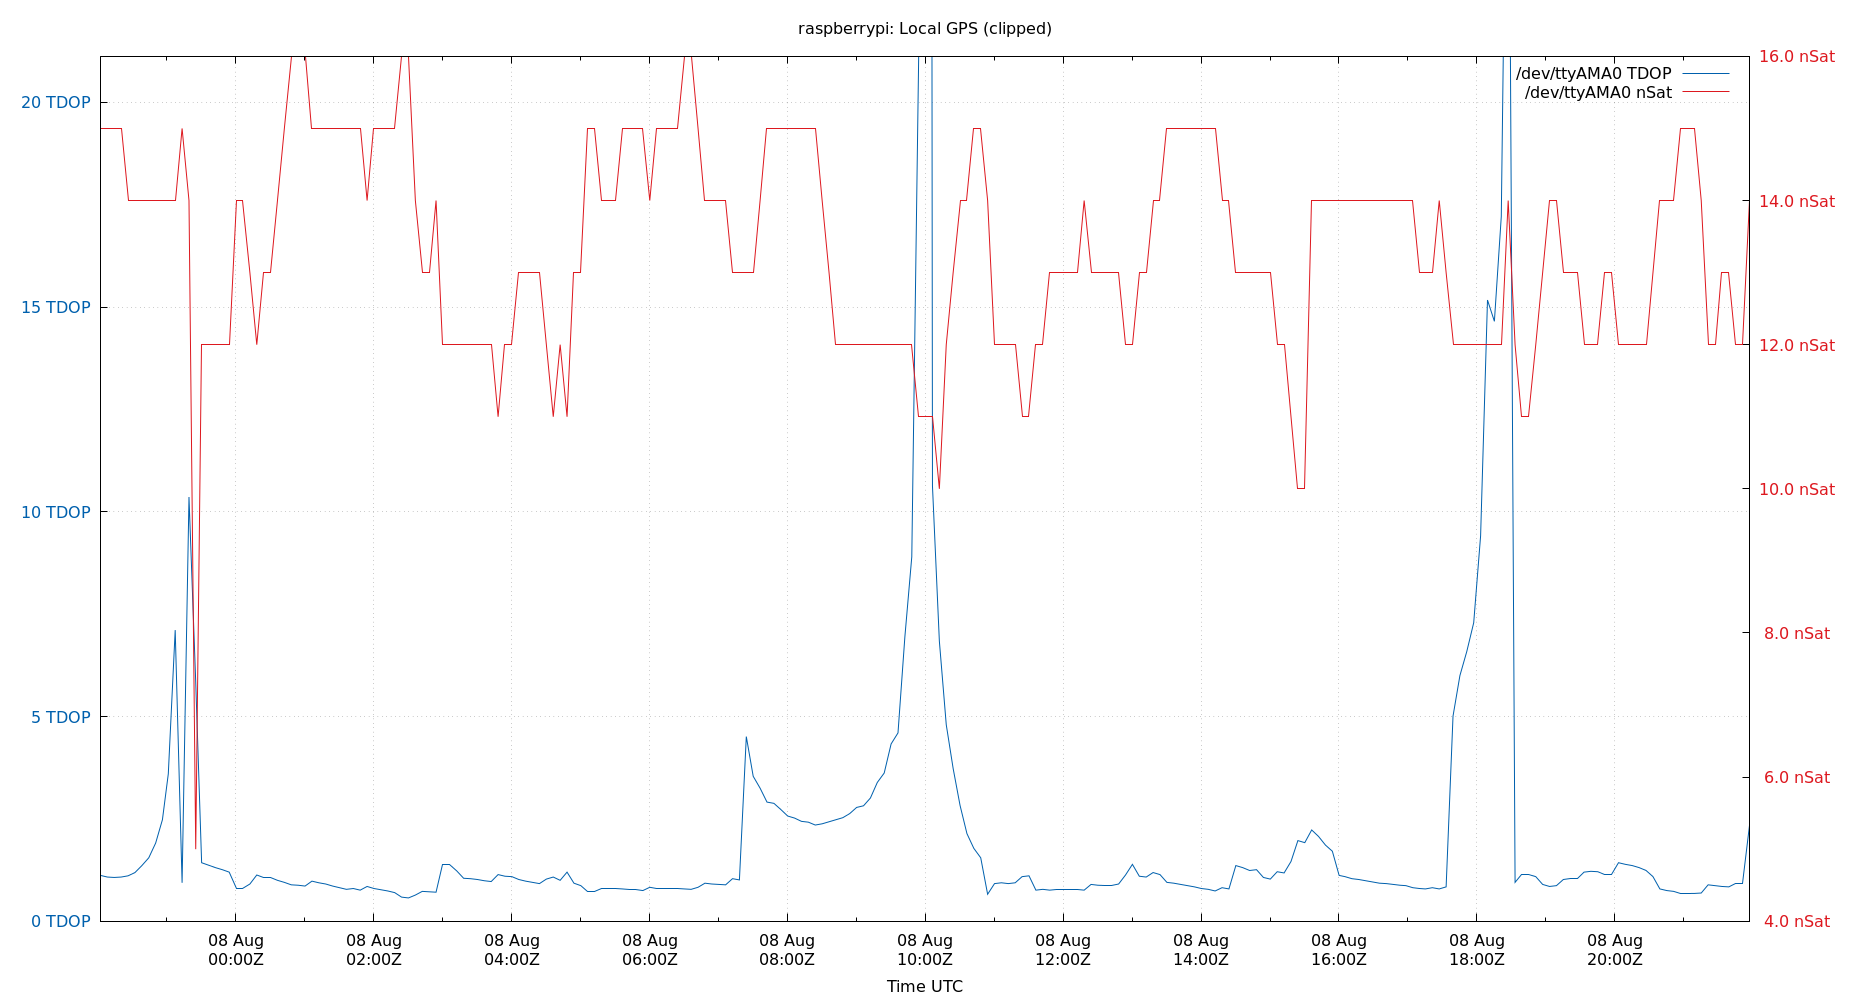 raspberrypi: Local GPS (clipped)
/dev/ttyAMA0 TDOP
/dev/ttyAMA0 nSat
20 TDOP
15 TDOP
10 TDOP
5 TDOP
0 TDOP
16.0 nSat
14.0 nSat
12.0 nSat
10.0 nSat
8.0 nSat
6.0 nSat
4.0 nSat
08 Aug
00:00Z
08 Aug
02:00Z
08 Aug
04:00Z
08 Aug
06:00Z
08 Aug
08:00Z
08 Aug
10:00Z
08 Aug
12:00Z
08 Aug
14:00Z
08 Aug
16:00Z
08 Aug
18:00Z
08 Aug
20:00Z
Time UTC